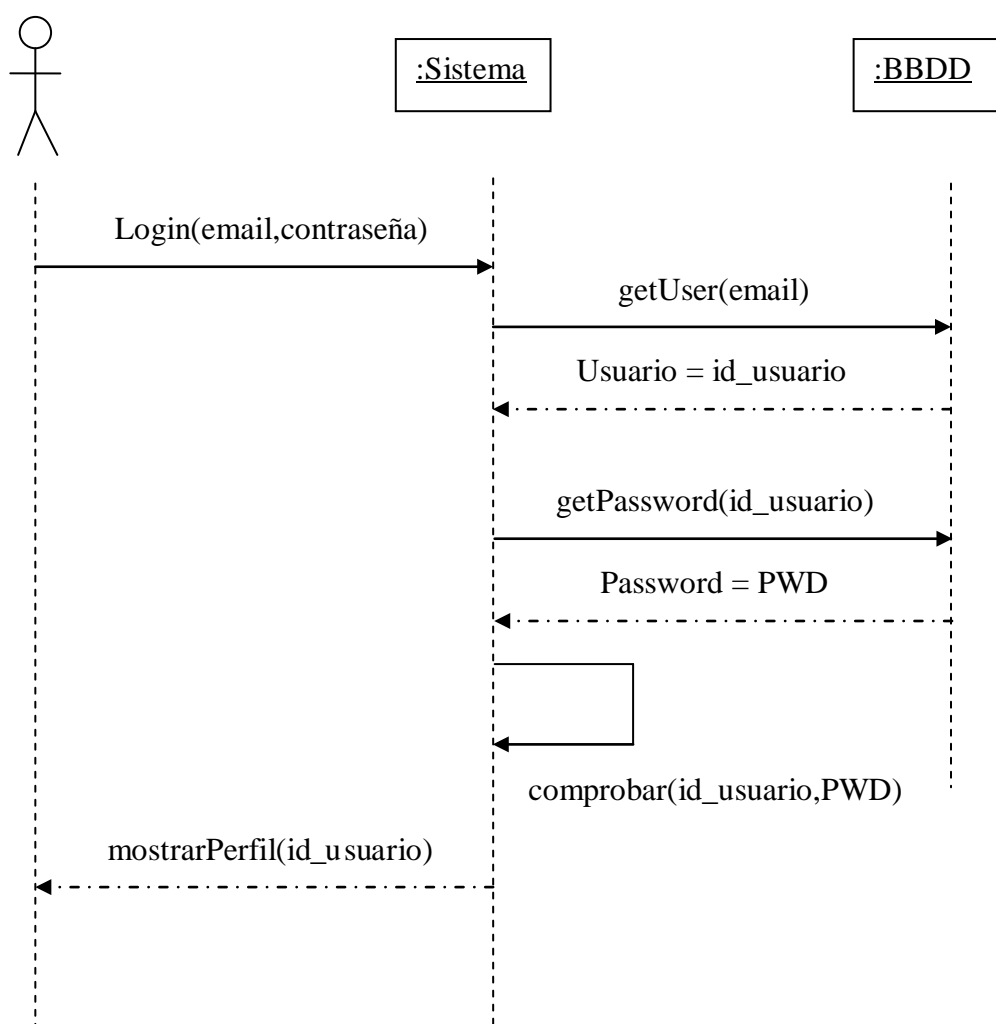 :Sistema
:BBDD
Login(email,contraseña)
getUser(email)
Usuario = id_usuario
getPassword(id_usuario)
Password = PWD
comprobar(id_usuario,PWD)
mostrarPerfil(id_usuario)